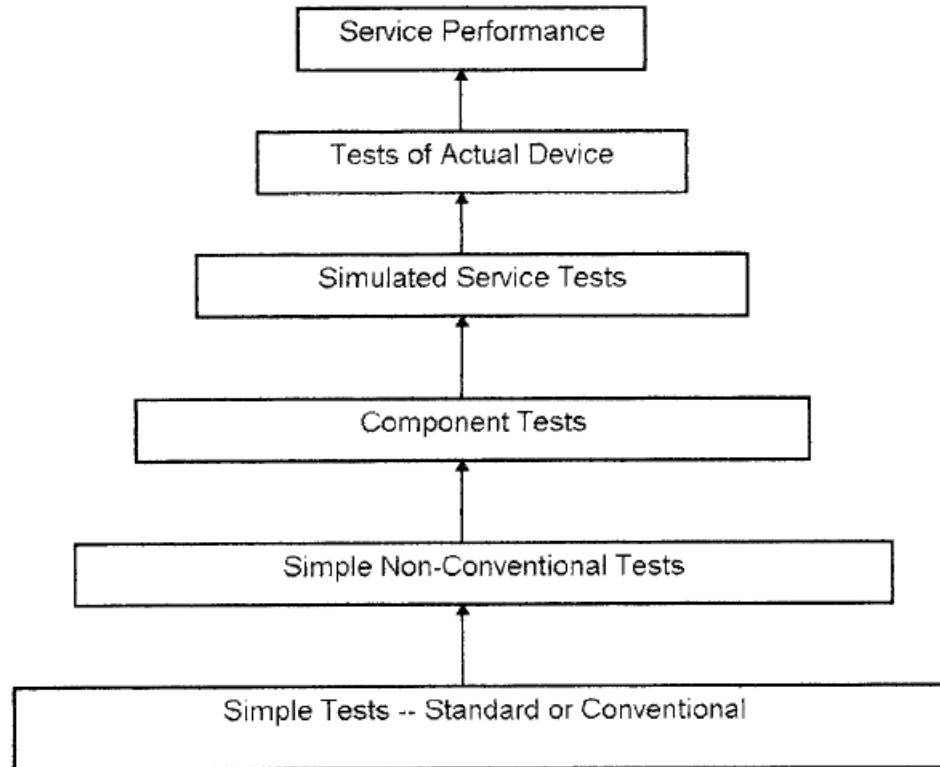 Service Performance
Tests of Actual Device
Simulated Service Tests
Component Tests
Simple Non-Conventional Tests
Simple Tests -- Standard or Conventional